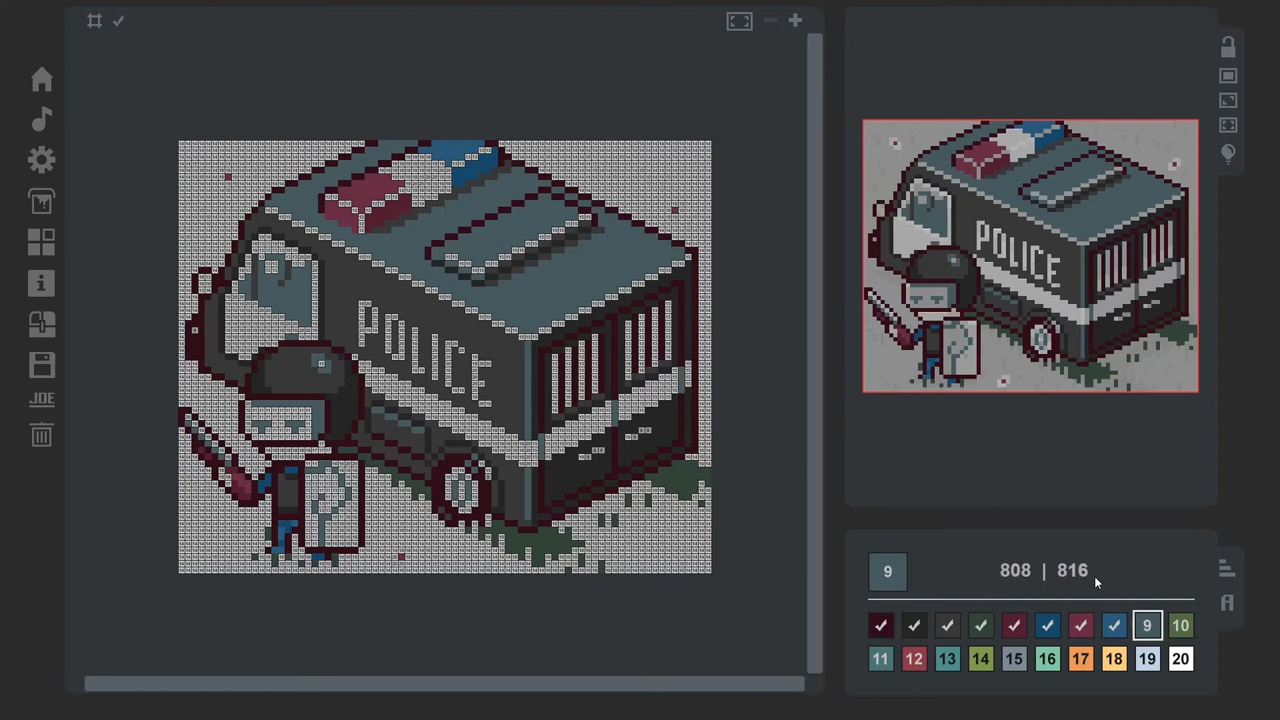 POLICE
POLICE
JOE
9
808 | 816
9 10
11 12 13 14 15 16 17 18 19 20